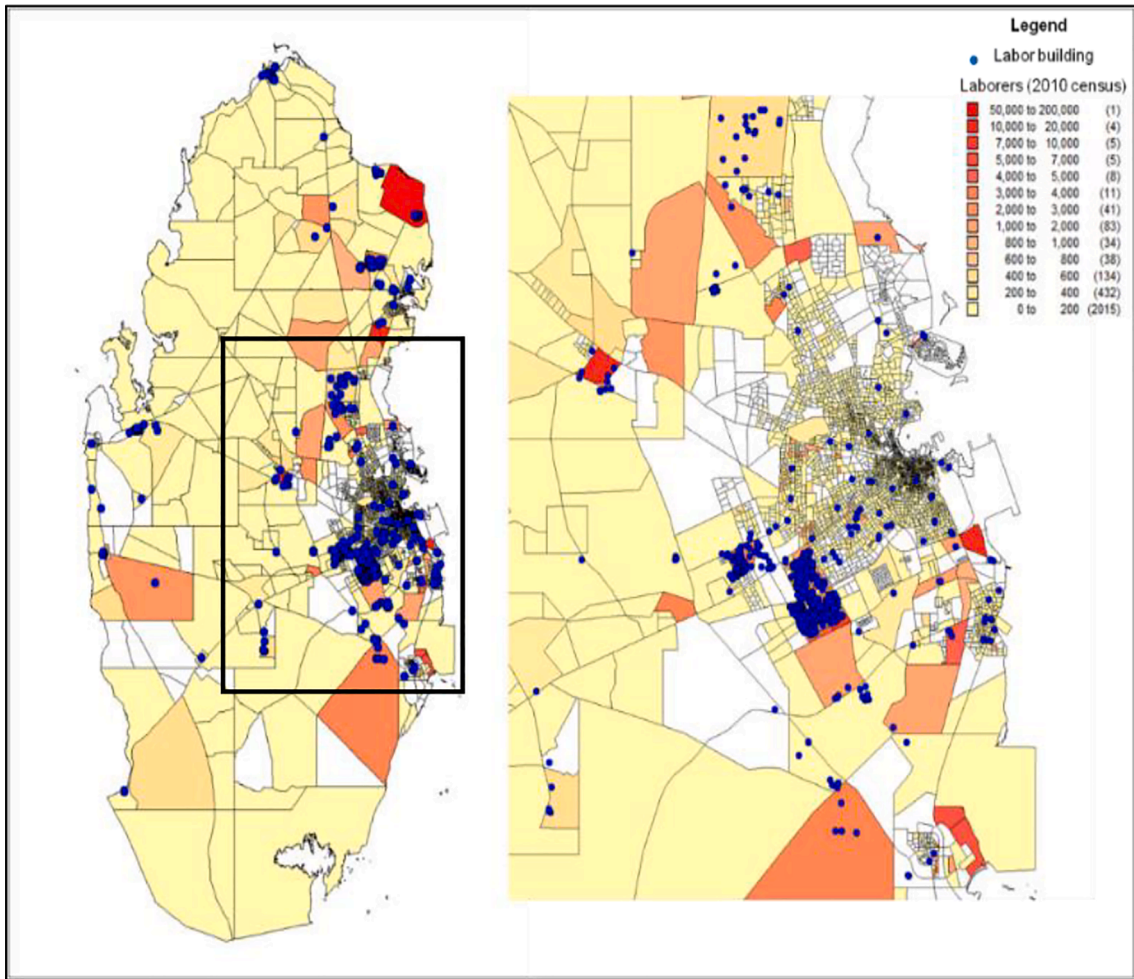 Legend
Labor building
Laborers (2010 census)
50,000 to 200,000 (1)
10,000 to 20,000 (4)
7,000 to 10,000 (5)
5,000 to 7,000 (5)
4,000 to 5,000 (8)
3,000 to 4,000 (11)
2,000 to 3,000 (41)
1,000 to 2,000 (83)
800 to 1,000 (34)
600 to 800 (38)
400 to 600 (134)
200 to 400 (432)
0 to 200 (2015)